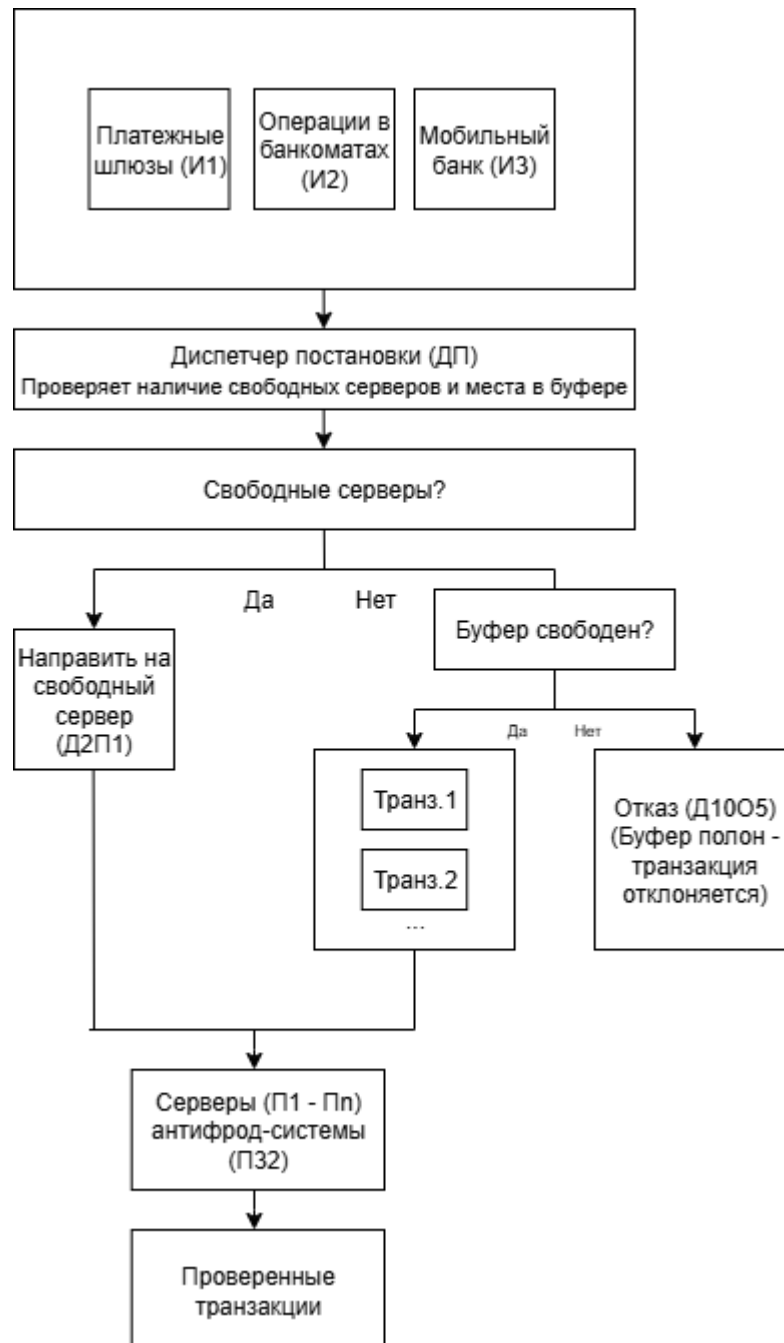 Платежные
шлюзы (И1)
Операции в
банкоматах
(И2)
Мобильный
банк (И3)
Диспетчер постановки (ДП)
Проверяет наличие свободных серверов и места в буфере
Свободные серверы?
Да
Нет
Буфер свободен?
Направить на
свободный
сервер
(Д2П1)
Да
Нет
Транз.1
Транз.2
...
Отказ (Д10О5)
(Буфер полон -
транзакция
отклоняется)
Серверы (П1 - Пn)
антифрод-системы
(П32)
Проверенные
транзакции